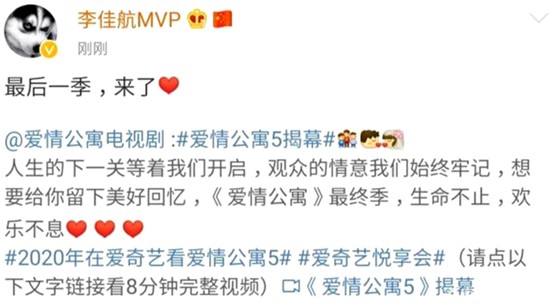 李佳航MVP
刚刚
最后一季，来了
@爱情公寓电视剧 :#爱情公寓5揭幕#
人生的下一关等着我们开启，观众的情意我们始终牢记，想
要给你留下美好回忆，《爱情公寓》最终季，生命不止，欢
乐不息
#2020年在爱奇艺看爱情公寓5# #爱奇艺悦享会#（请点以
下文字链接看8分钟完整视频）《爱情公寓5》揭幕